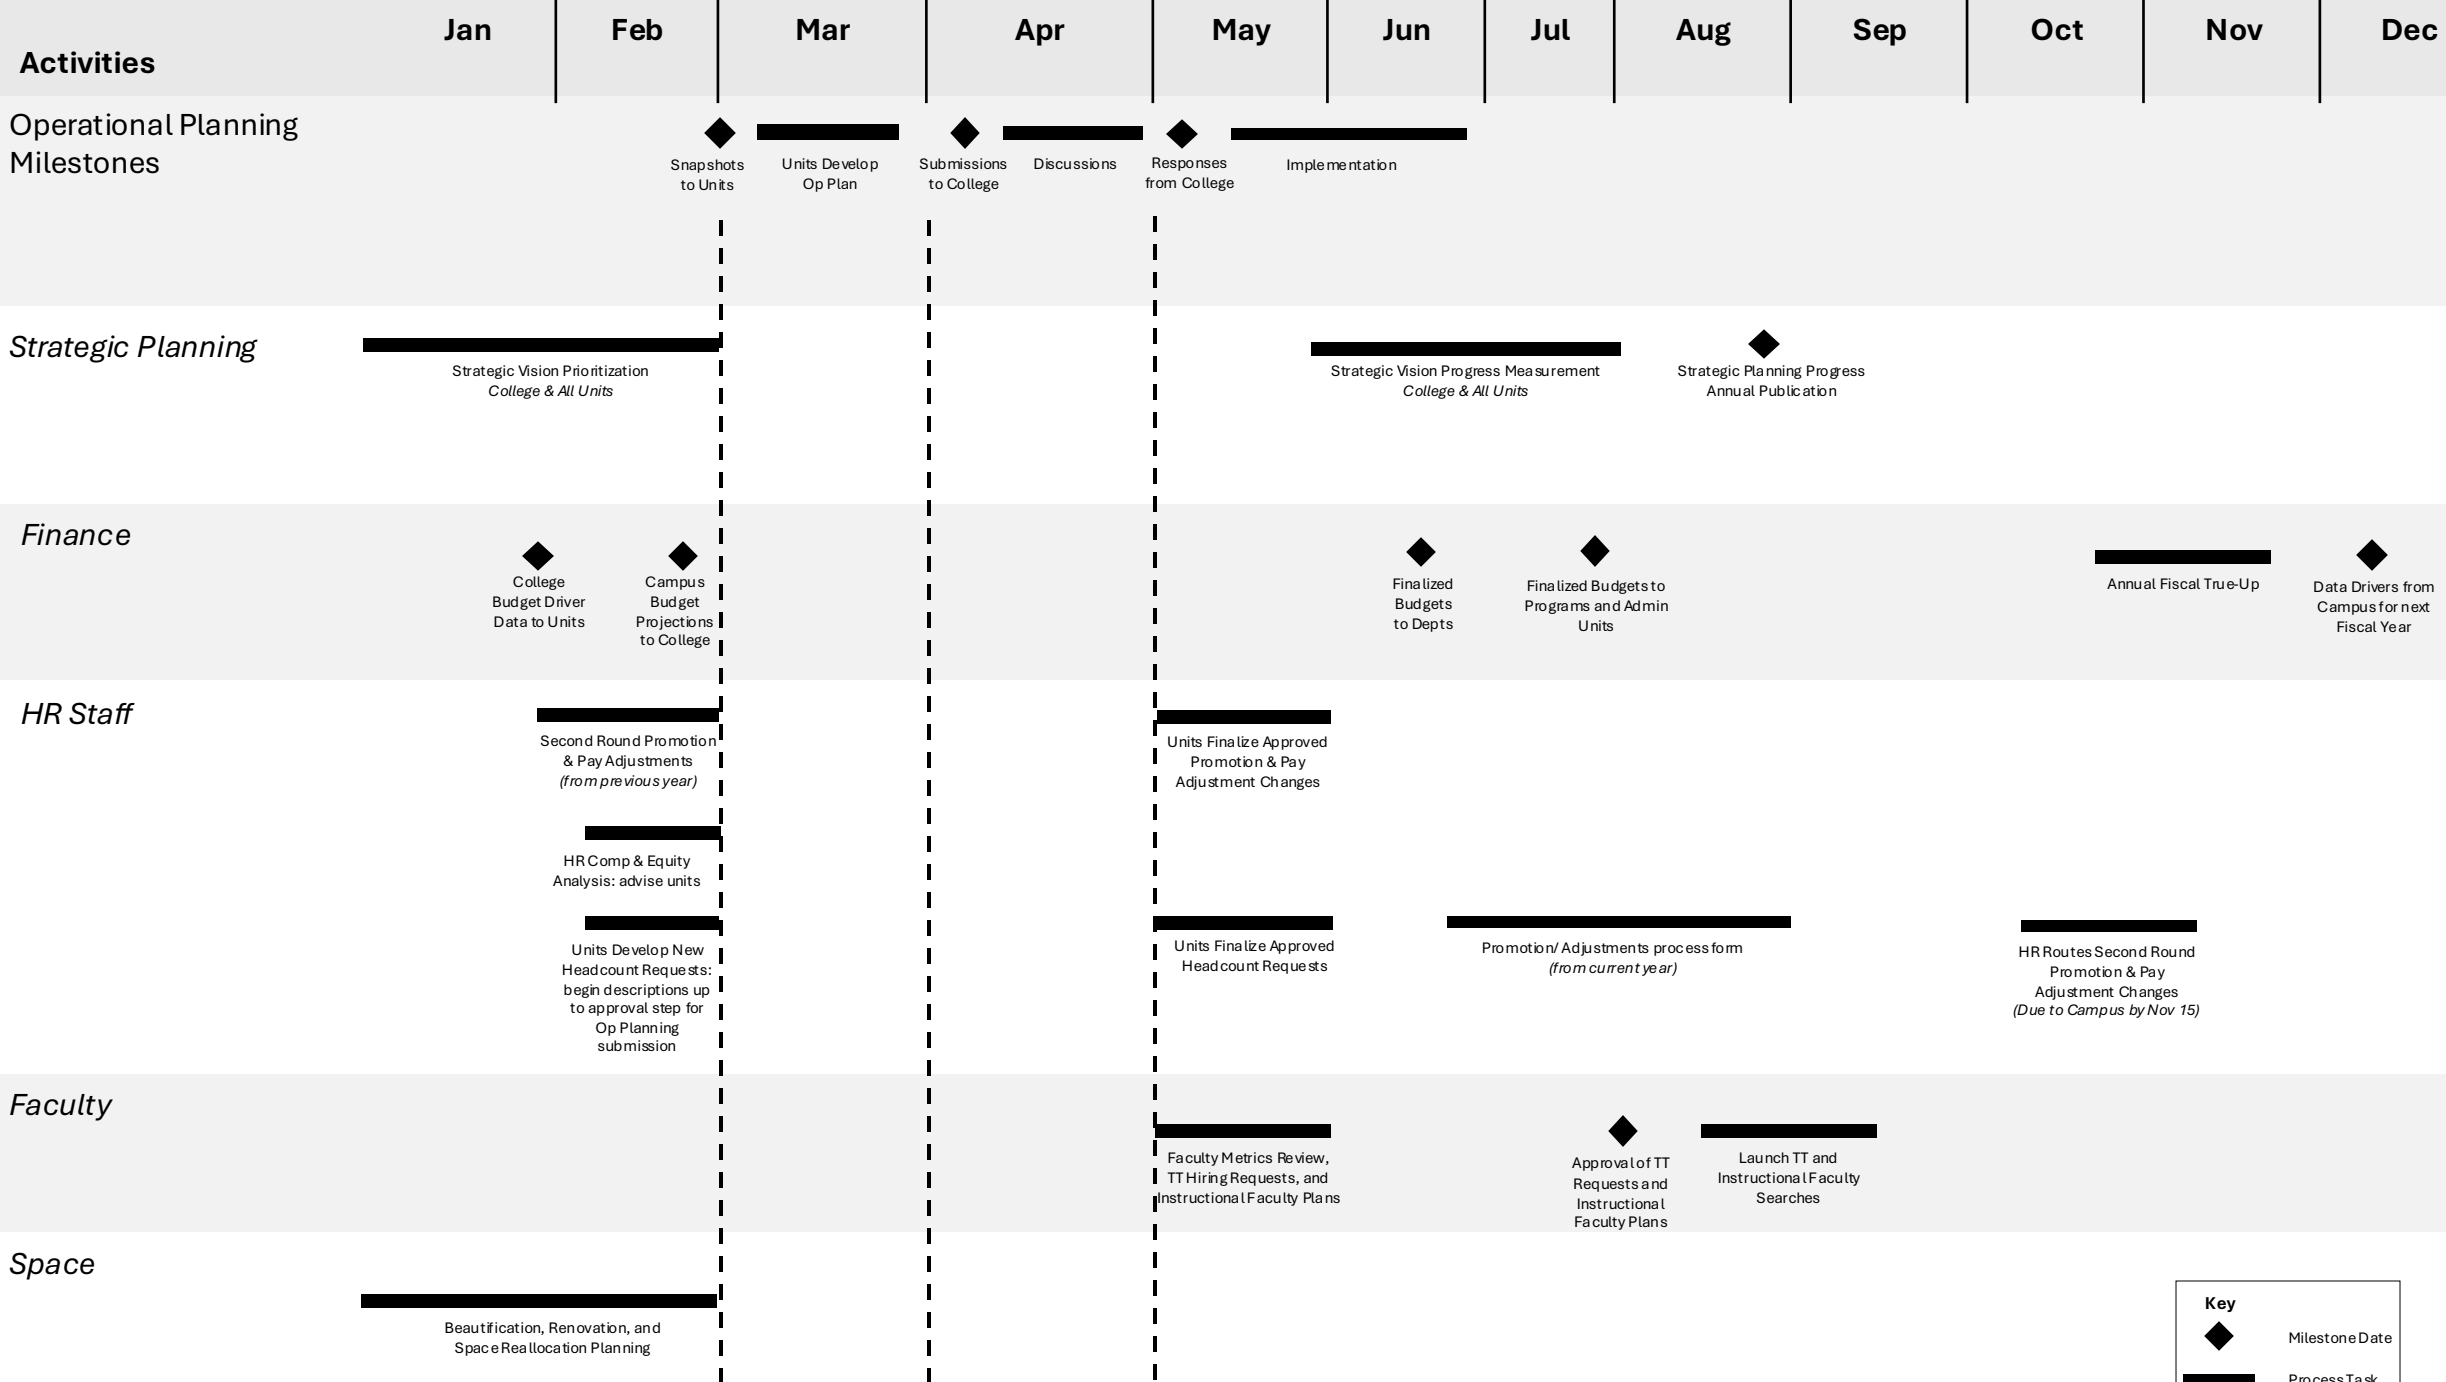 Jan
Feb
Mar
Apr
May
Jun
Jul
Aug
Sep
Oct
Nov
Dec
Activities
Operational Planning
Milestones
Snapshots
to Units
Units Develop
Op Plan
Submissions
to College
Discussions
Responses
from College
Implementation
Strategic Planning
Strategic Vision Prioritization
College & All Units
Strategic Vision Progress Measurement
College & All Units
Strategic Planning Progress
Annual Publication
Finance
College
Budget Driver
Data to Units
Campus
Budget
Projections
to College
Finalized
Budgets
to Depts
Finalized Budgets to
Programs and Admin
Units
Annual Fiscal True-Up
Data Drivers from
Campus for next
Fiscal Year
HR Staff
Second Round Promotion
& Pay Adjustments
(from previous year)
Units Finalize Approved
Promotion & Pay
Adjustment Changes
HR Comp & Equity
Analysis: advise units
Units Develop New
Headcount Requests:
begin descriptions up
to approval step for
Op Planning
submission
Units Finalize Approved
Headcount Requests
Promotion/ Adjustments process form
(from current year)
HR Routes Second Round
Promotion & Pay
Adjustment Changes
(Due to Campus by Nov 15)
Faculty
Faculty Metrics Review,
TT Hiring Requests, and
Instructional Faculty Plans
Approval of TT
Requests and
Instructional
Faculty Plans
Launch TT and
Instructional Faculty
Searches
Space
Beautification, Renovation, and
Space Reallocation Planning
Key
Milestone Date
Process Task